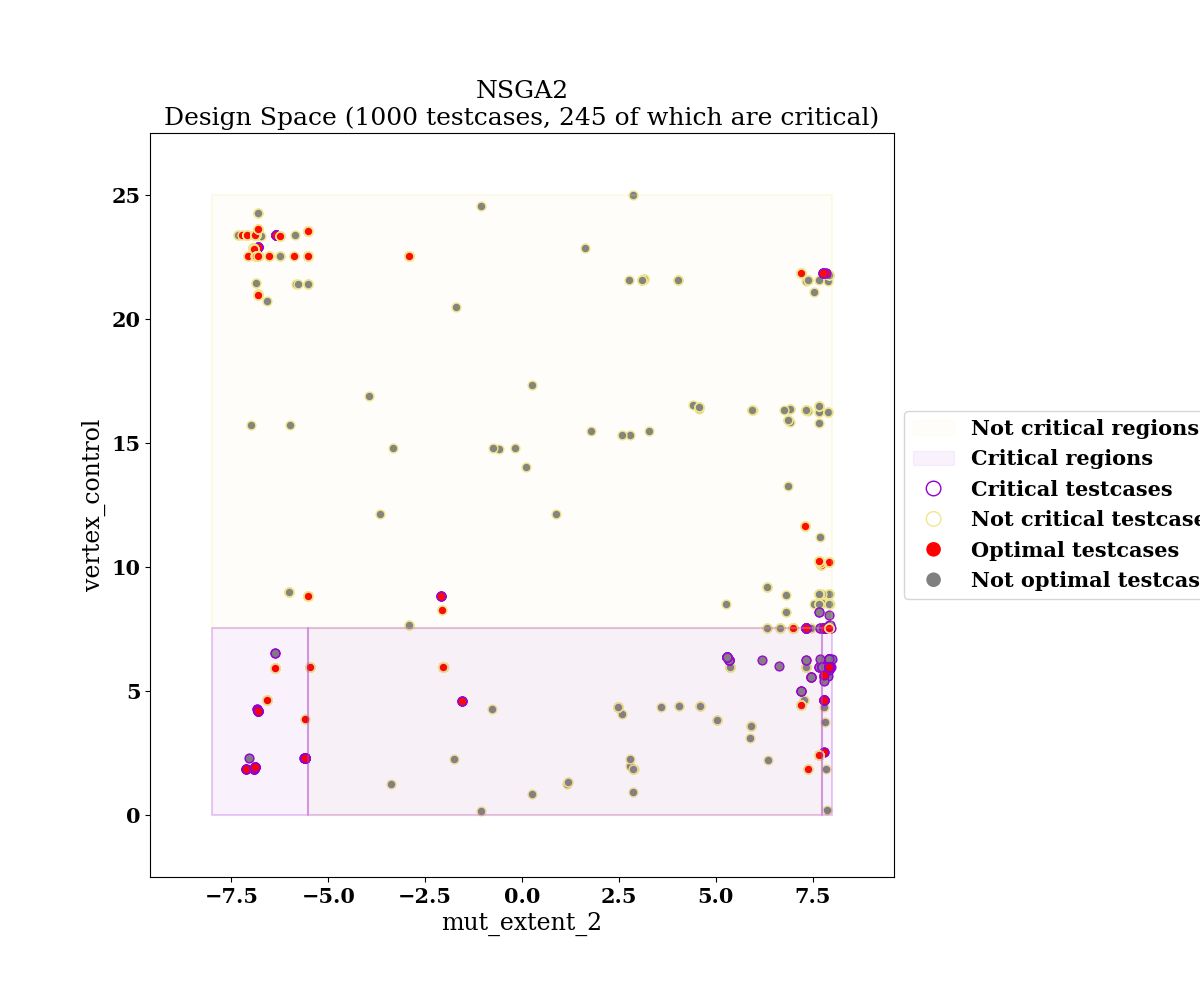 NSGA2
Design Space (1000 testcases, 245 of which are critical)
25
20
15
10
5
0
vertex_control
−7.5 −5.0 −2.5 0.0 2.5 5.0 7.5
mut_extent_2
Not critical regions
Critical regions
Critical testcases
Not critical testcase
Optimal testcases
Not optimal testcas